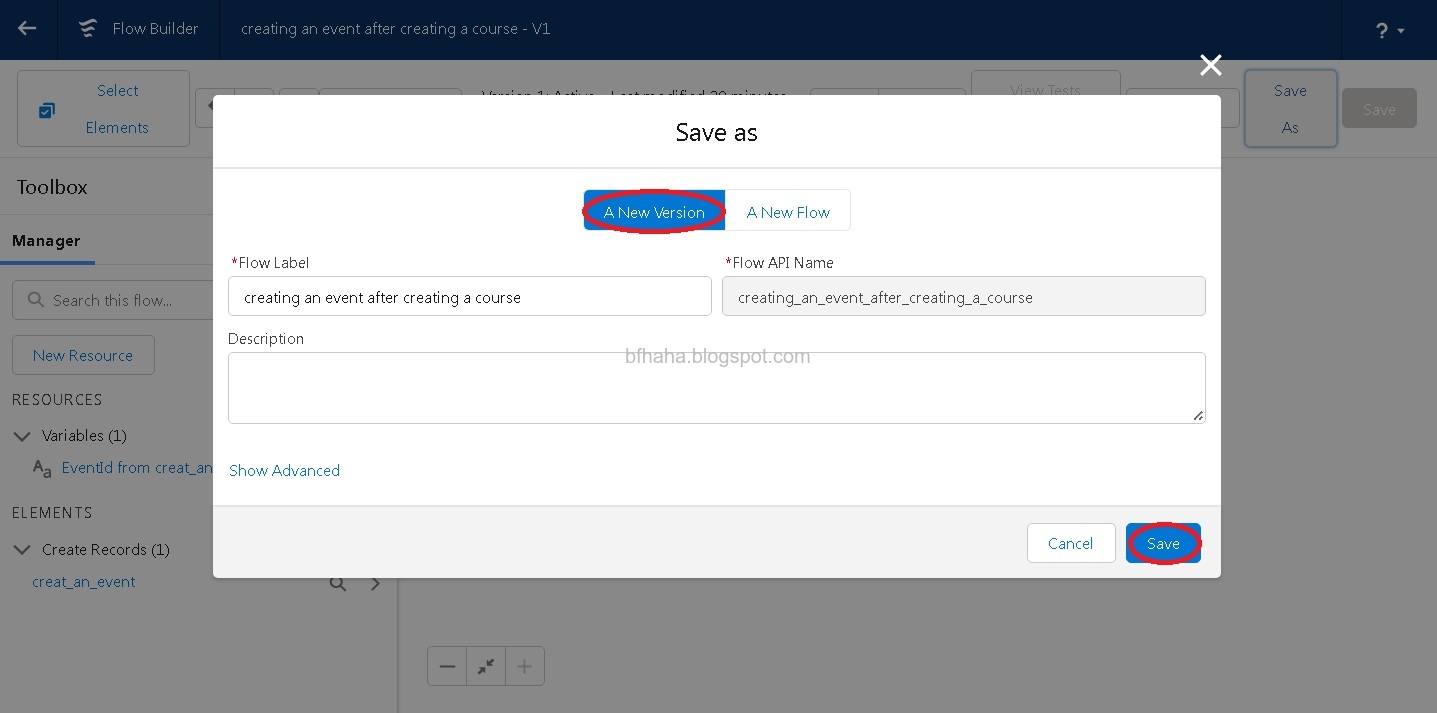 Flow Builder
creating an event after creating a course - V1
?
Select
Elements
Version 1: Active - Last modified 20 minutes
View Tests
Save
As
Save
Save as
Toolbox
A New Version
A New Flow
Manager
*Flow Label
*Flow API Name
Search this flow...
creating an event after creating a course
creating_an_event_after_creating_a_course
Description
New Resource
bfhaha.blogspot.com
RESOURCES
Variables (1)
Aa EventId from creat_an
Show Advanced
ELEMENTS
Create Records (1)
Cancel
Save
creat_an_event